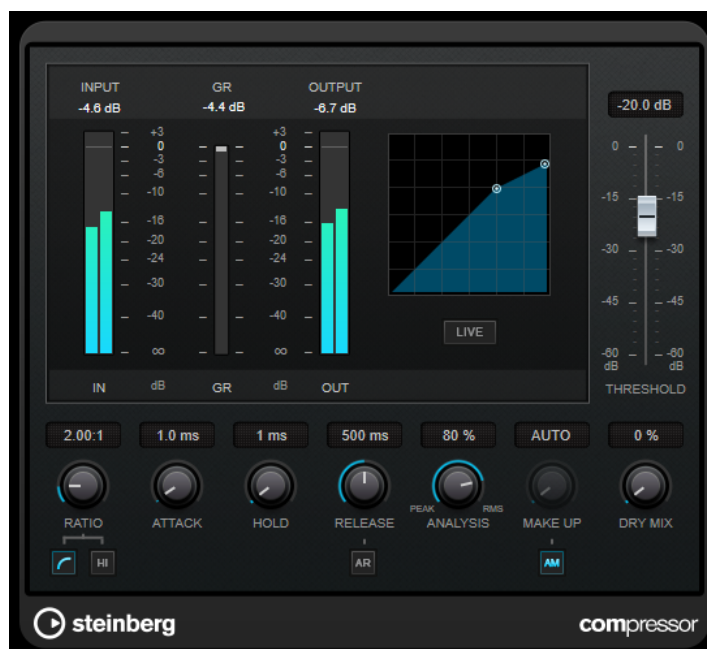 INPUT GR OUTPUT
-4.6 dB -4.4 dB -6.7 dB
-20.0 dB
+3 +3
0 0
-3 -3
-6 -6
-10 -10
-16 -16
-20 -20
-24 -24
-30 -30
-40 -40
∞ ∞
IN dB GR dB OUT
LIVE
0 0
-15 -15
-30 -30
-45 -45
-60 -60
dB dB
THRESHOLD
2.00:1 1.0 ms 1 ms 500 ms 80 % AUTO 0 %
PEAK RMS
RATIO ATTACK HOLD RELEASE ANALYSIS MAKE UP DRY MIX
HI AR AM
steinberg compressor